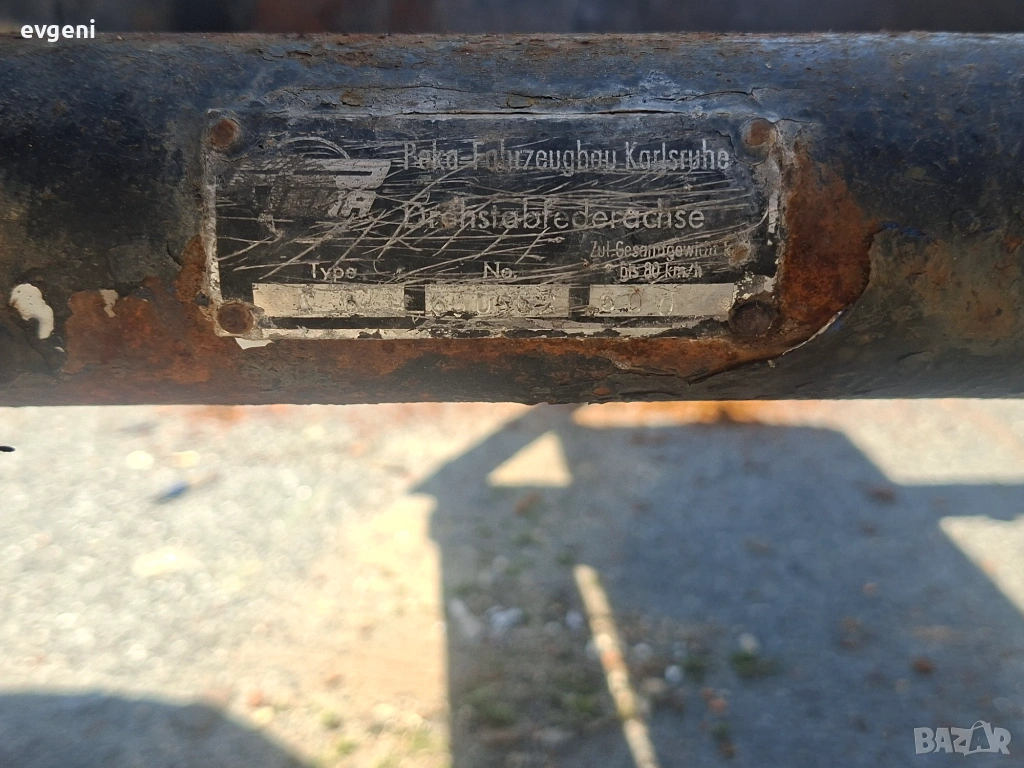 evgeni
Peka-Fahrzeugbau Karlsruhe
Drehstabfederachse
Zul. Gesamtgewicht
Type No. bis 80 km/h
BAZAR